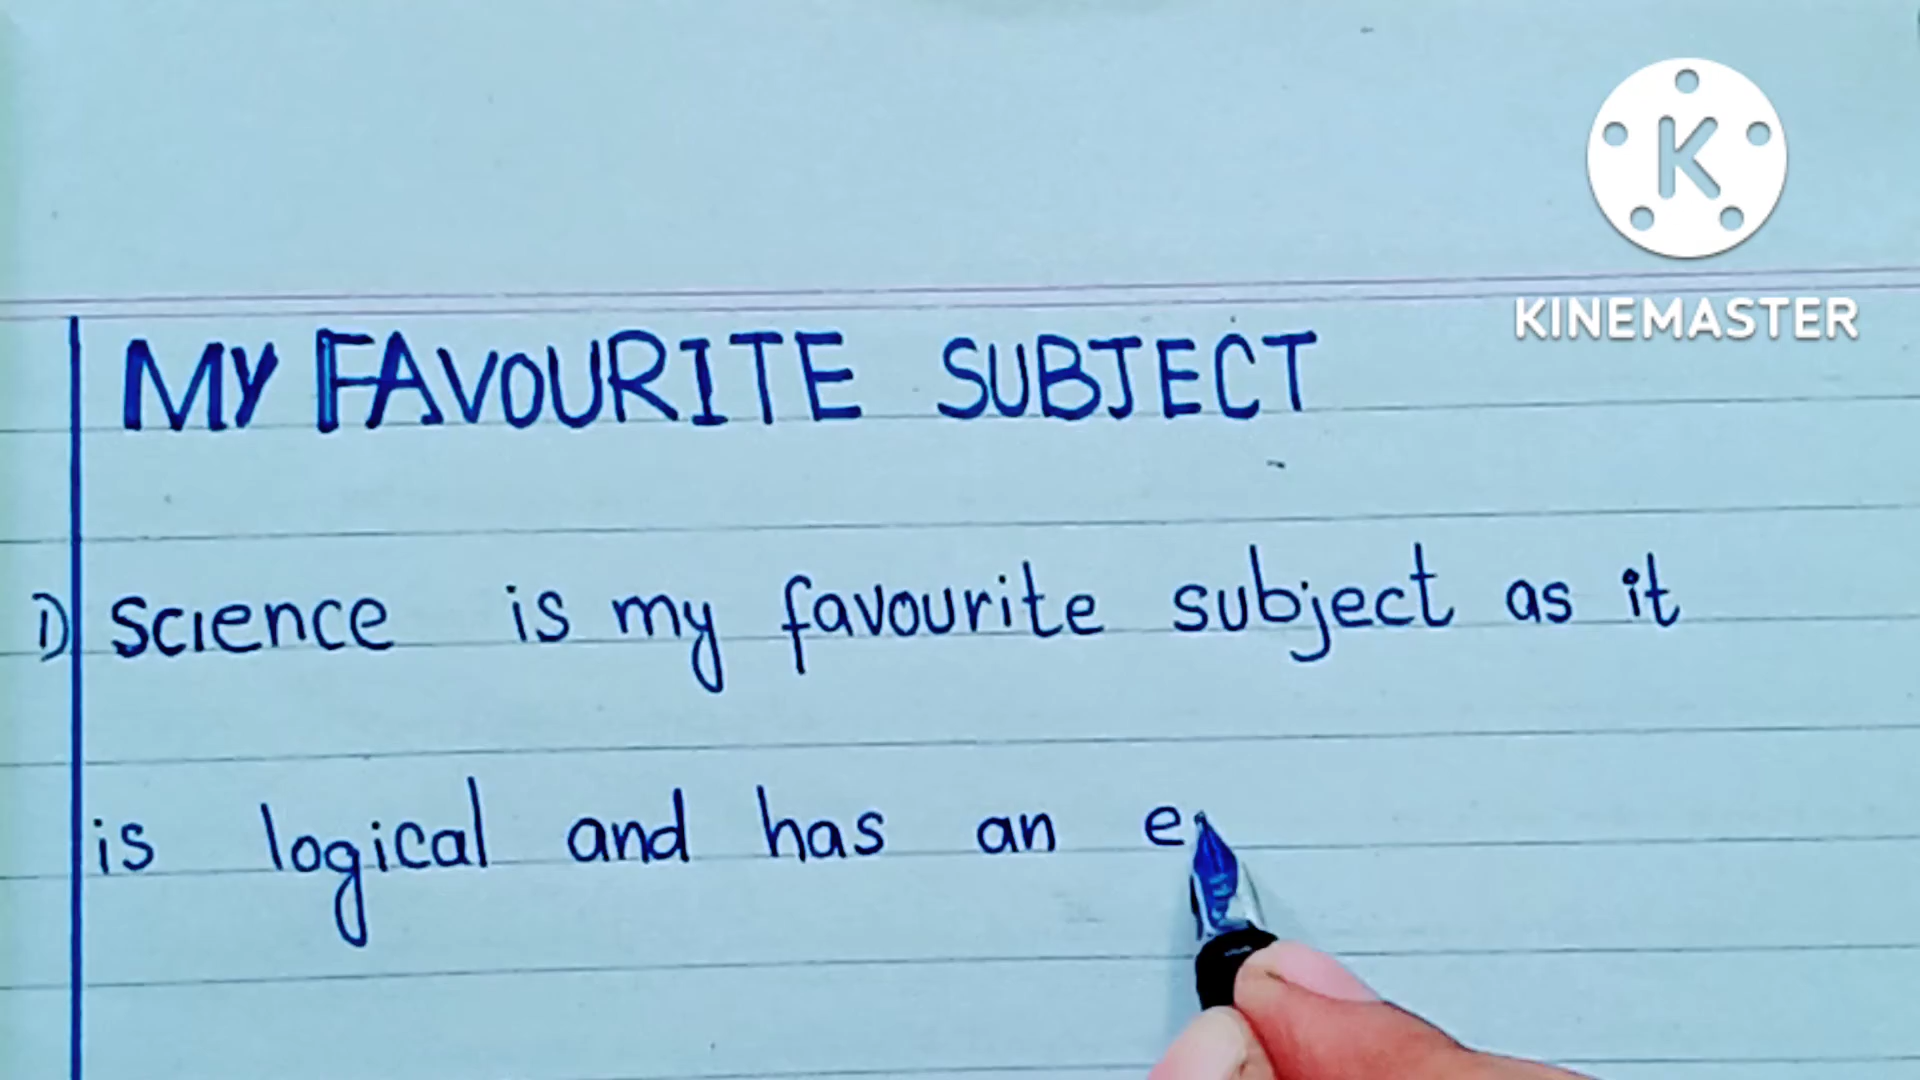 KINEMASTER
MY FAVOURITE SUBJECT
1) science is my favourite subject as it
is logical and has an e